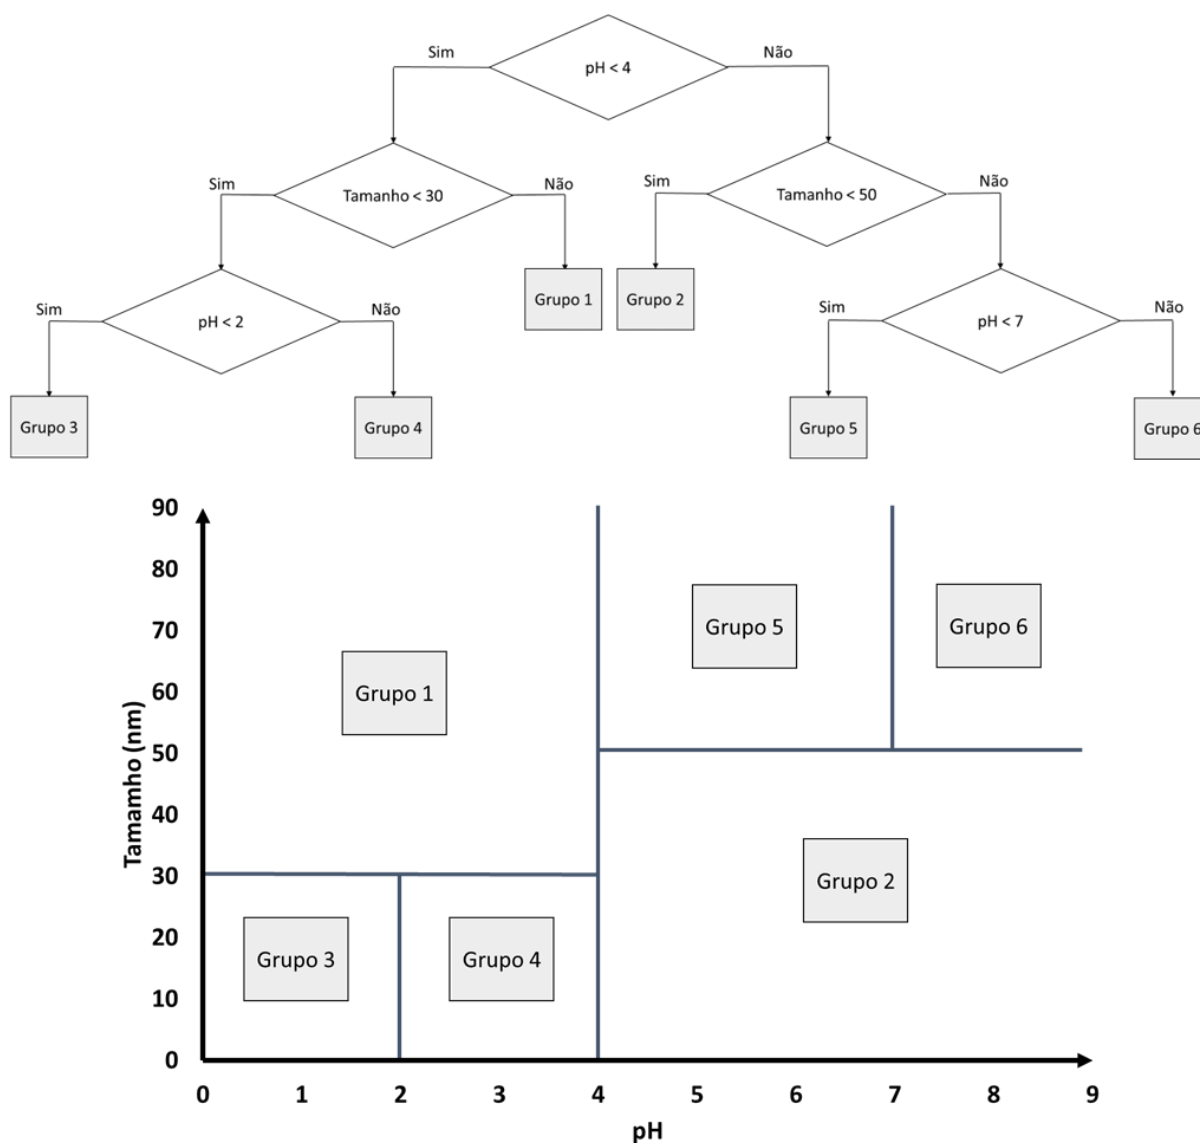 pH < 4
Sim
Não
Tamanho < 30
Sim
Não
Tamanho < 50
Sim
Não
Grupo 1
Grupo 2
pH < 2
Sim
Não
pH < 7
Sim
Não
Grupo 3
Grupo 4
Grupo 5
Grupo 6
90
80
70
60
50
40
30
20
10
0
Tamamho (nm)
Grupo 5
Grupo 6
Grupo 1
Grupo 2
Grupo 3
Grupo 4
0 1 2 3 4 5 6 7 8 9
pH